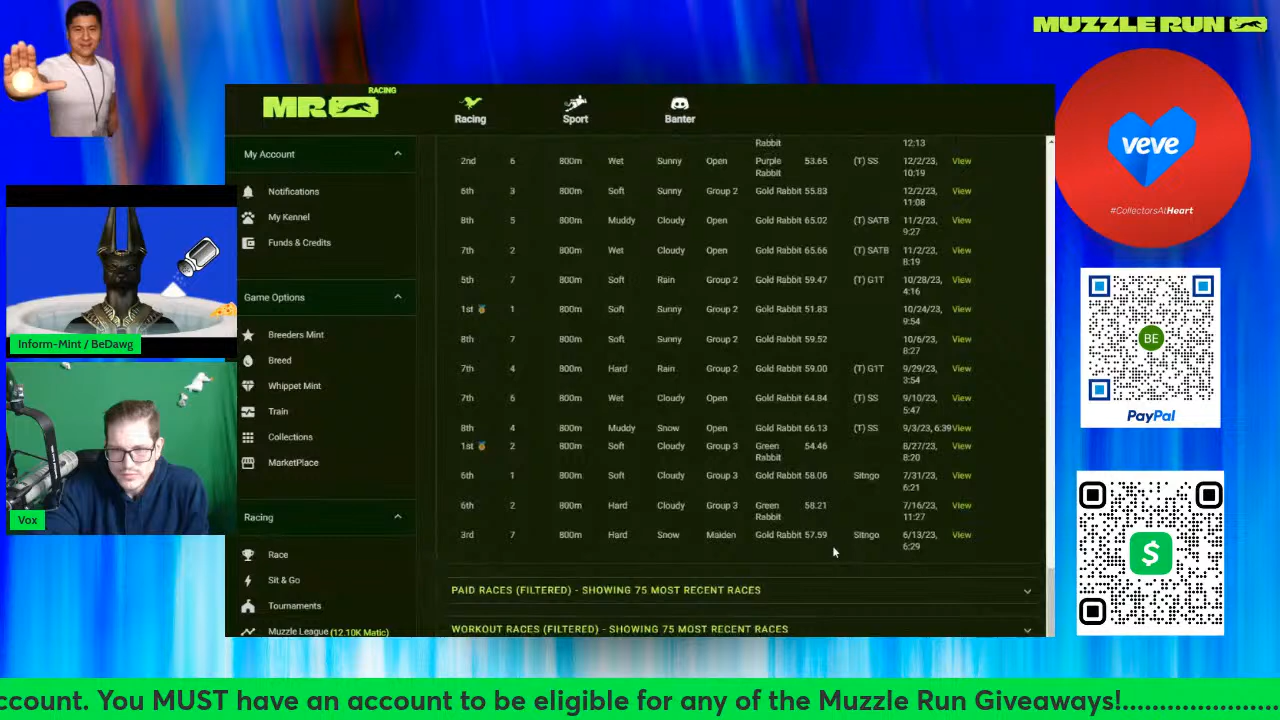 MUZZLE RUN
MR
RACING
Racing
Sport
Banter
My Account
Notifications
My Kennel
Funds & Credits
Game Options
Breeders Mint
Breed
Whippet Mint
Train
Collections
MarketPlace
Racing
Race
Sit & Go
Tournaments
Muzzle League (12.10K Matic)
Rabbit 12:13
2nd 6 800m Wet Sunny Open Purple Rabbit 53.65 (T) SS 12/2/23, 10:19 View
6th 3 800m Soft Sunny Group 2 Gold Rabbit 55.83 12/2/23, 11:08 View
8th 5 800m Muddy Cloudy Open Gold Rabbit 65.02 (T) SATB 11/2/23, 9:27 View
7th 2 800m Wet Cloudy Open Gold Rabbit 65.66 (T) SATB 11/2/23, 8:19 View
5th 7 800m Soft Rain Group 2 Gold Rabbit 59.47 (T) G1T 10/28/23, 4:16 View
1st 1 800m Soft Sunny Group 2 Gold Rabbit 51.83 10/24/23, 9:54 View
8th 7 800m Soft Sunny Group 2 Gold Rabbit 59.52 10/6/23, 8:27 View
7th 4 800m Hard Rain Group 2 Gold Rabbit 59.00 (T) G1T 9/29/23, 3:54 View
7th 6 800m Wet Cloudy Open Gold Rabbit 64.84 (T) SS 9/10/23, 5:47 View
8th 4 800m Muddy Snow Open Gold Rabbit 66.13 (T) SS 9/3/23, 6:39 View
1st 2 800m Soft Cloudy Group 3 Green Rabbit 54.46 8/27/23, 8:20 View
6th 1 800m Soft Cloudy Group 3 Gold Rabbit 58.06 Sitngo 7/31/23, 6:21 View
6th 2 800m Hard Cloudy Group 3 Green Rabbit 58.21 7/16/23, 11:27 View
3rd 7 800m Hard Snow Maiden Gold Rabbit 57.59 Sitngo 6/13/23, 6:29 View
PAID RACES (FILTERED) - SHOWING 75 MOST RECENT RACES
WORKOUT RACES (FILTERED) - SHOWING 75 MOST RECENT RACES
Inform-Mint / BeDawg
Vox
veve
#CollectorsAtHeart
BE
PayPal
$
ccount. You MUST have an account to be eligible for any of the Muzzle Run Giveaways!.....................